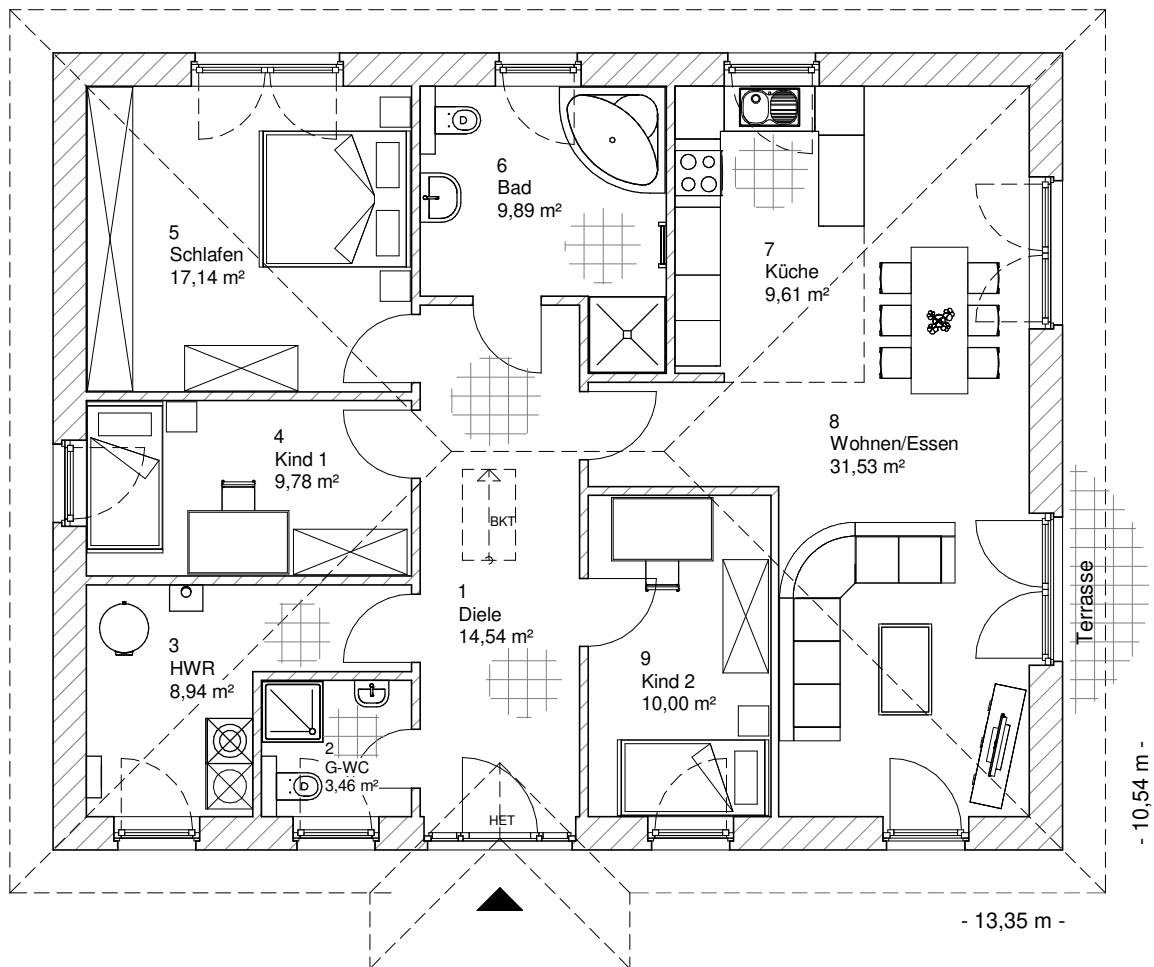 5
Schlafen
17,14 m²
6
Bad
9,89 m²
7
Küche
9,61 m²
4
Kind 1
9,78 m²
8
Wohnen/Essen
31,53 m²
BKT
1
Diele
14,54 m²
3
HWR
8,94 m²
9
Kind 2
10,00 m²
2
G-WC
3,46 m²
HET
Terrasse
- 10,54 m -
- 13,35 m -